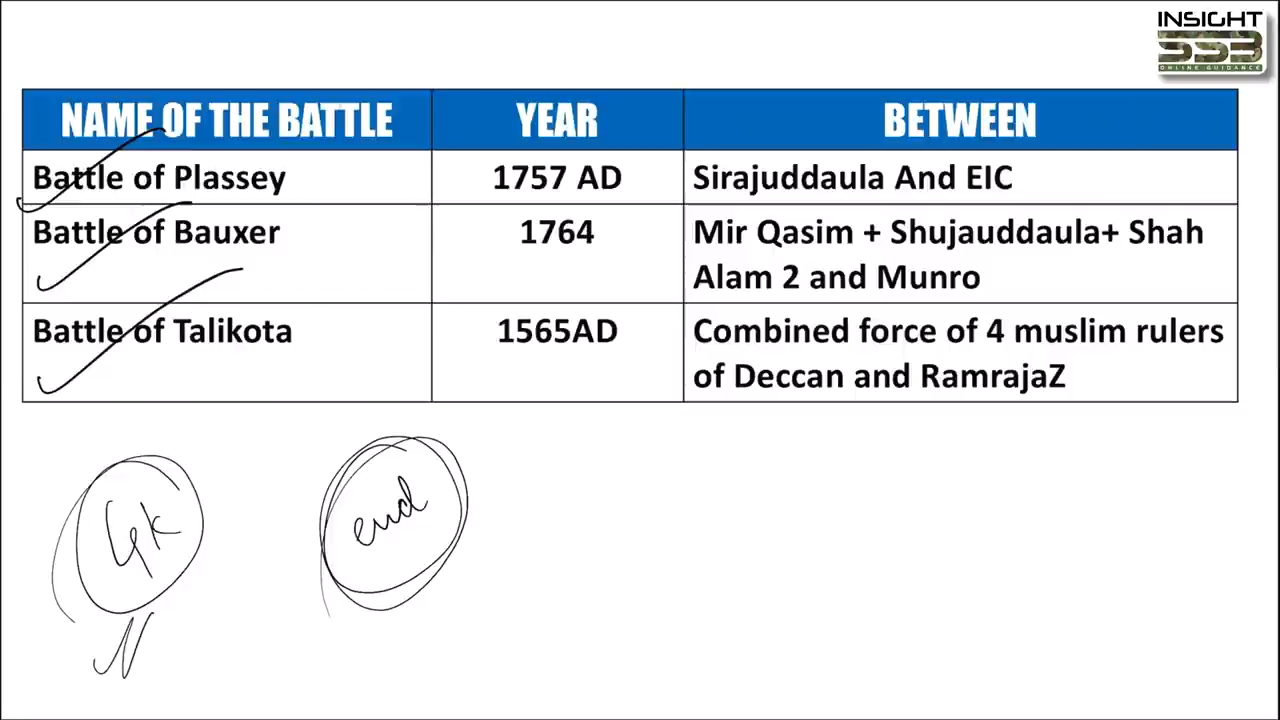 INSIGHT
SSB
ONLINE GUIDANCE
NAME OF THE BATTLE YEAR BETWEEN
Battle of Plassey 1757 AD Sirajuddaula And EIC
Battle of Bauxer 1764 Mir Qasim + Shujauddaula+ Shah
Alam 2 and Munro
Battle of Talikota 1565AD Combined force of 4 muslim rulers
of Deccan and RamrajaZ
Gk end
N